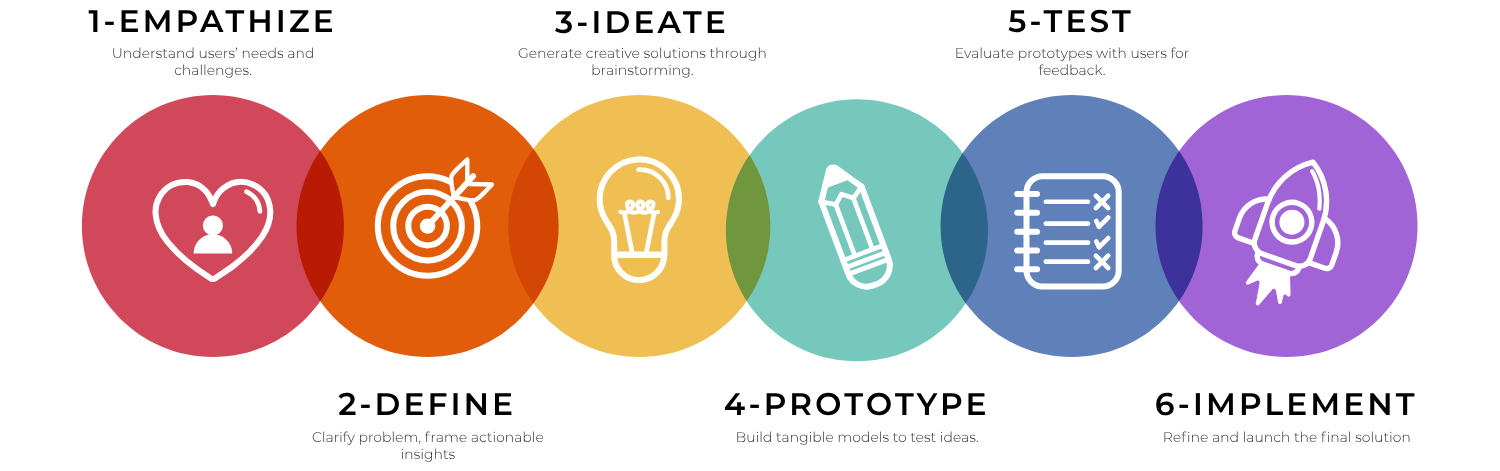 1-EMPATHIZE
Understand users’ needs and
challenges.
2-DEFINE
Clarify problem, frame actionable
insights
3-IDEATE
Generate creative solutions through
brainstorming.
4-PROTOTYPE
Build tangible models to test ideas.
5-TEST
Evaluate prototypes with users for
feedback.
6-IMPLEMENT
Refine and launch the final solution